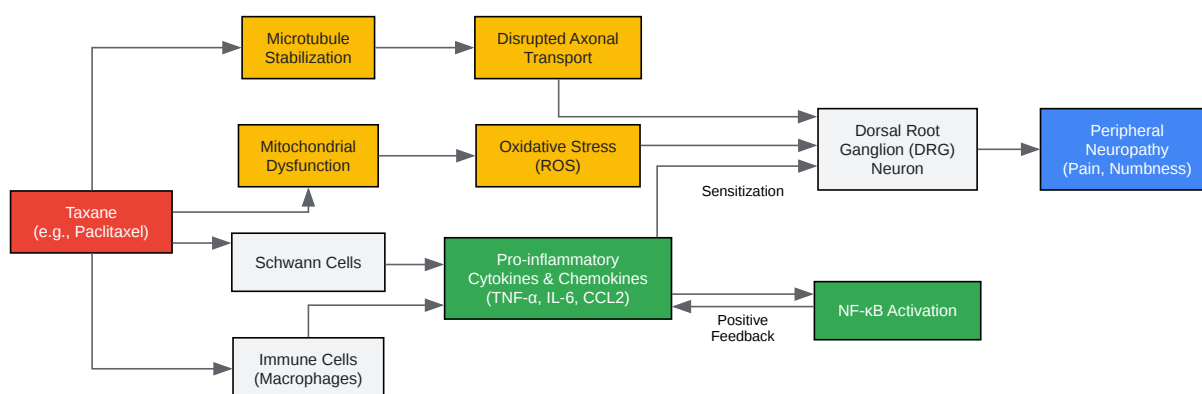 Microtubule
Stabilization
Disrupted Axonal
Transport
Mitochondrial
Dysfunction
Oxidative Stress
(ROS)
Dorsal Root
Ganglion (DRG)
Neuron
Peripheral
Neuropathy
(Pain, Numbness)
Sensitization
Taxane
(e.g., Paclitaxel)
Schwann Cells
Pro-inflammatory
Cytokines & Chemokines
(TNF-α, IL-6, CCL2)
NF-κB Activation
Positive
Feedback
Immune Cells
(Macrophages)